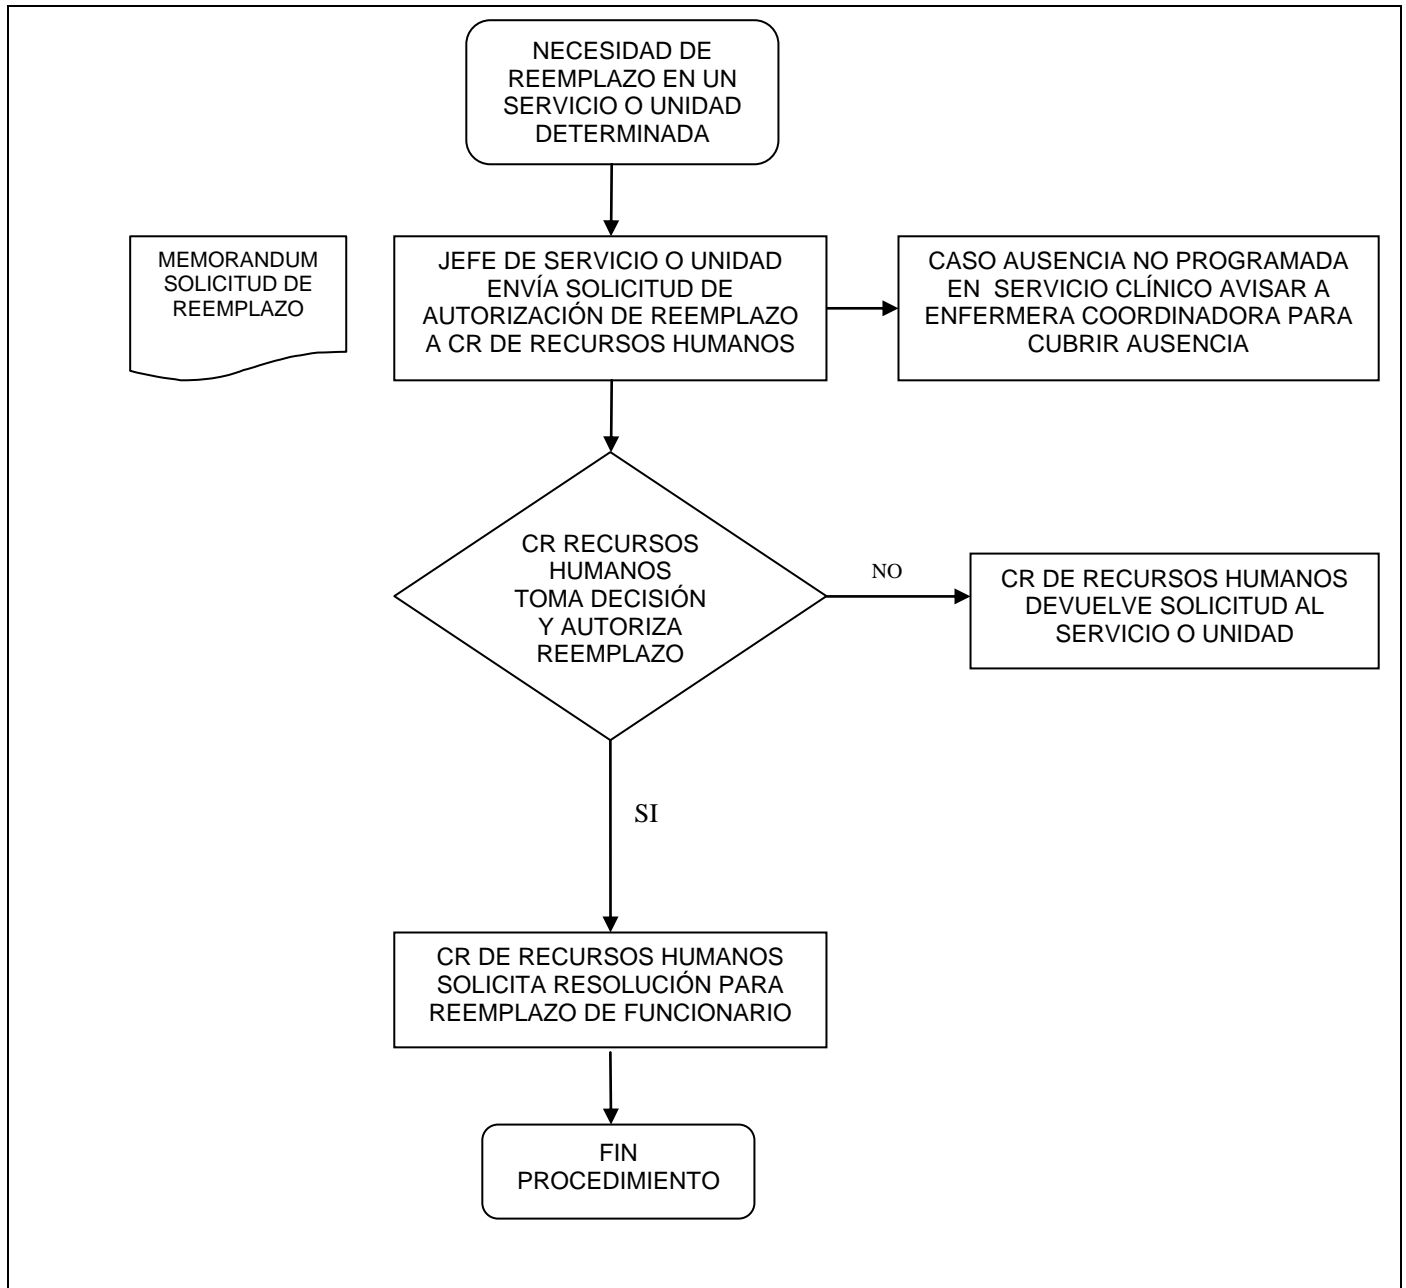 NECESIDAD DE
REEMPLAZO EN UN
SERVICIO O UNIDAD
DETERMINADA
MEMORANDUM
SOLICITUD DE
REEMPLAZO
JEFE DE SERVICIO O UNIDAD
ENVÍA SOLICITUD DE
AUTORIZACIÓN DE REEMPLAZO
A CR DE RECURSOS HUMANOS
CASO AUSENCIA NO PROGRAMADA
EN SERVICIO CLÍNICO AVISAR A
ENFERMERA COORDINADORA PARA
CUBRIR AUSENCIA
CR RECURSOS
HUMANOS
TOMA DECISIÓN
Y AUTORIZA
REEMPLAZO
NO
CR DE RECURSOS HUMANOS
DEVUELVE SOLICITUD AL
SERVICIO O UNIDAD
SI
CR DE RECURSOS HUMANOS
SOLICITA RESOLUCIÓN PARA
REEMPLAZO DE FUNCIONARIO
FIN
PROCEDIMIENTO